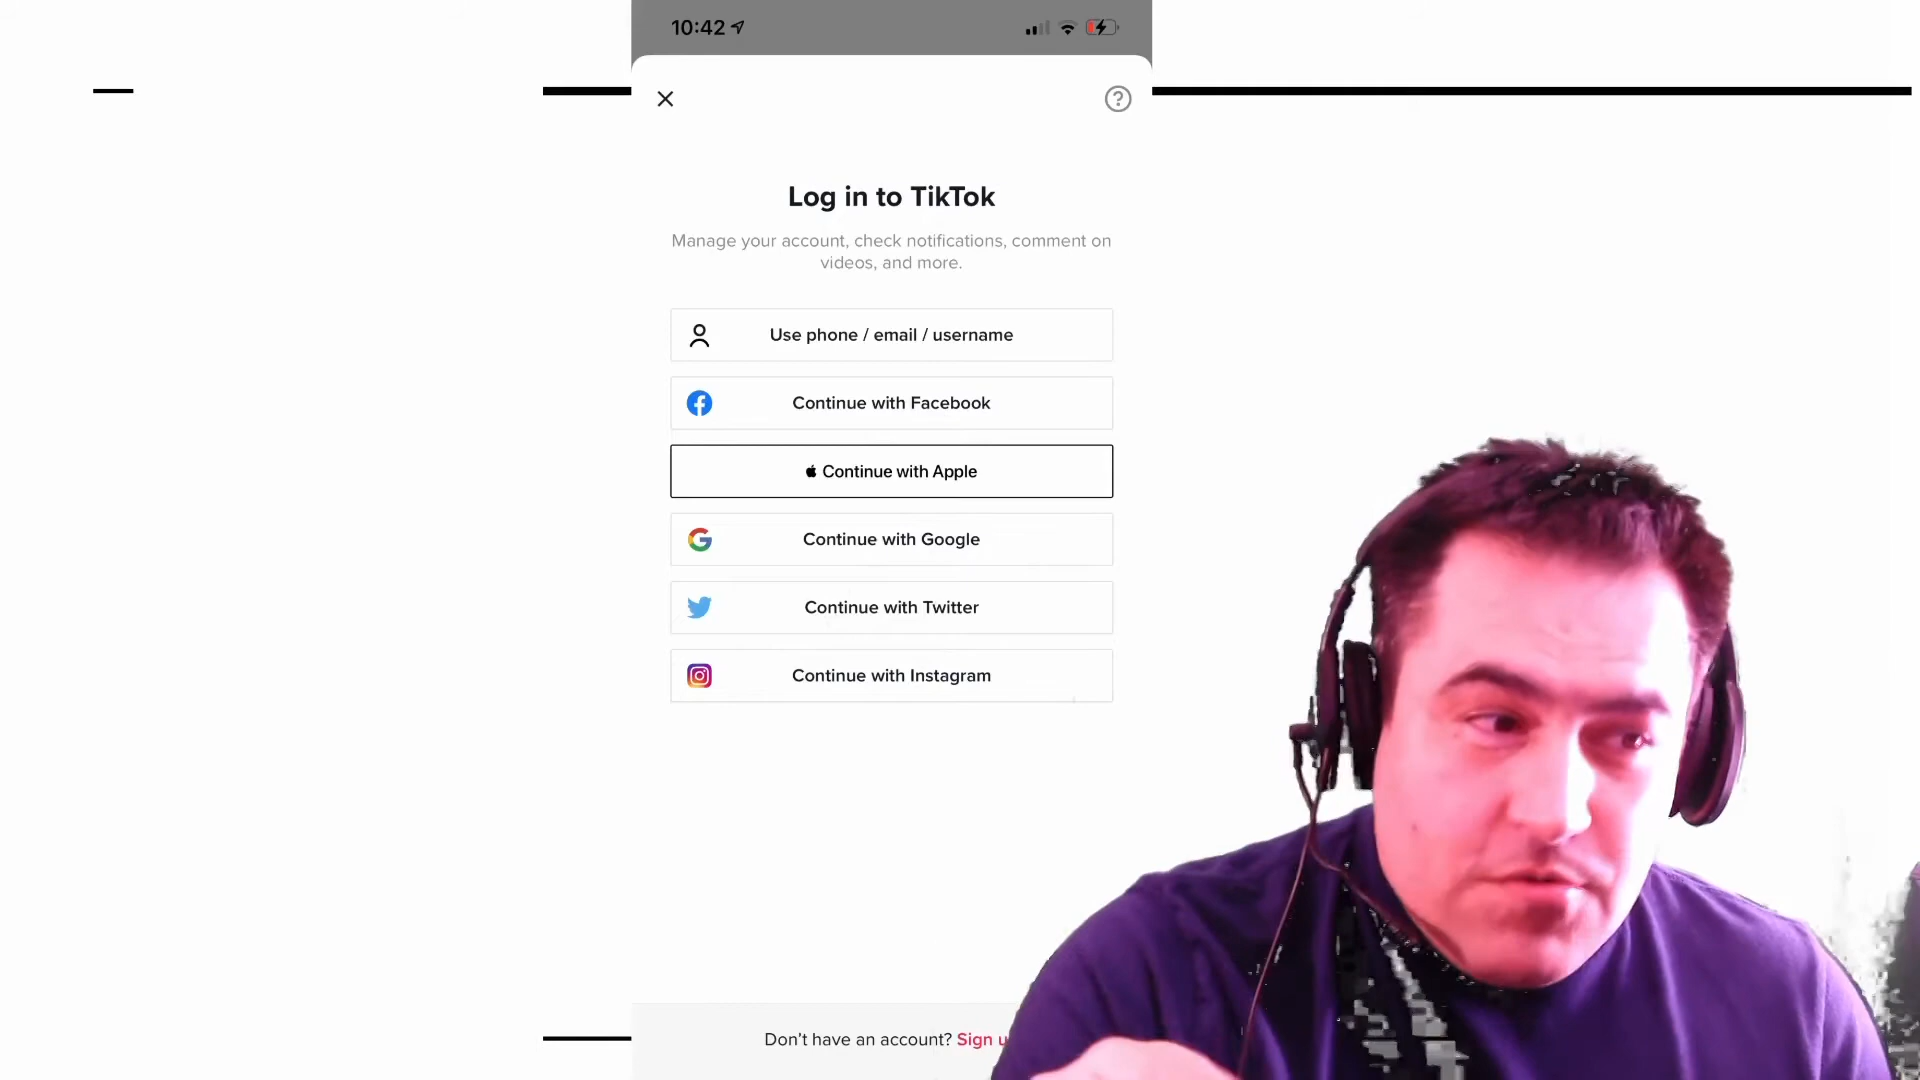 10:42
Log in to TikTok
Manage your account, check notifications, comment on
videos, and more.
Use phone / email / username
Continue with Facebook
Continue with Apple
Continue with Google
Continue with Twitter
Continue with Instagram
Don't have an account? Sign u